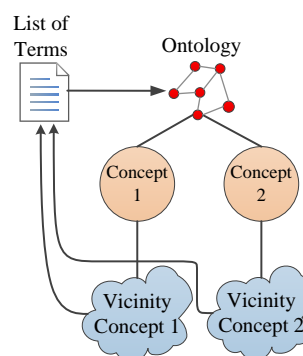 List of
Terms
Ontology
Concept
1
Concept
2
Vicinity
Concept 1
Vicinity
Concept 2